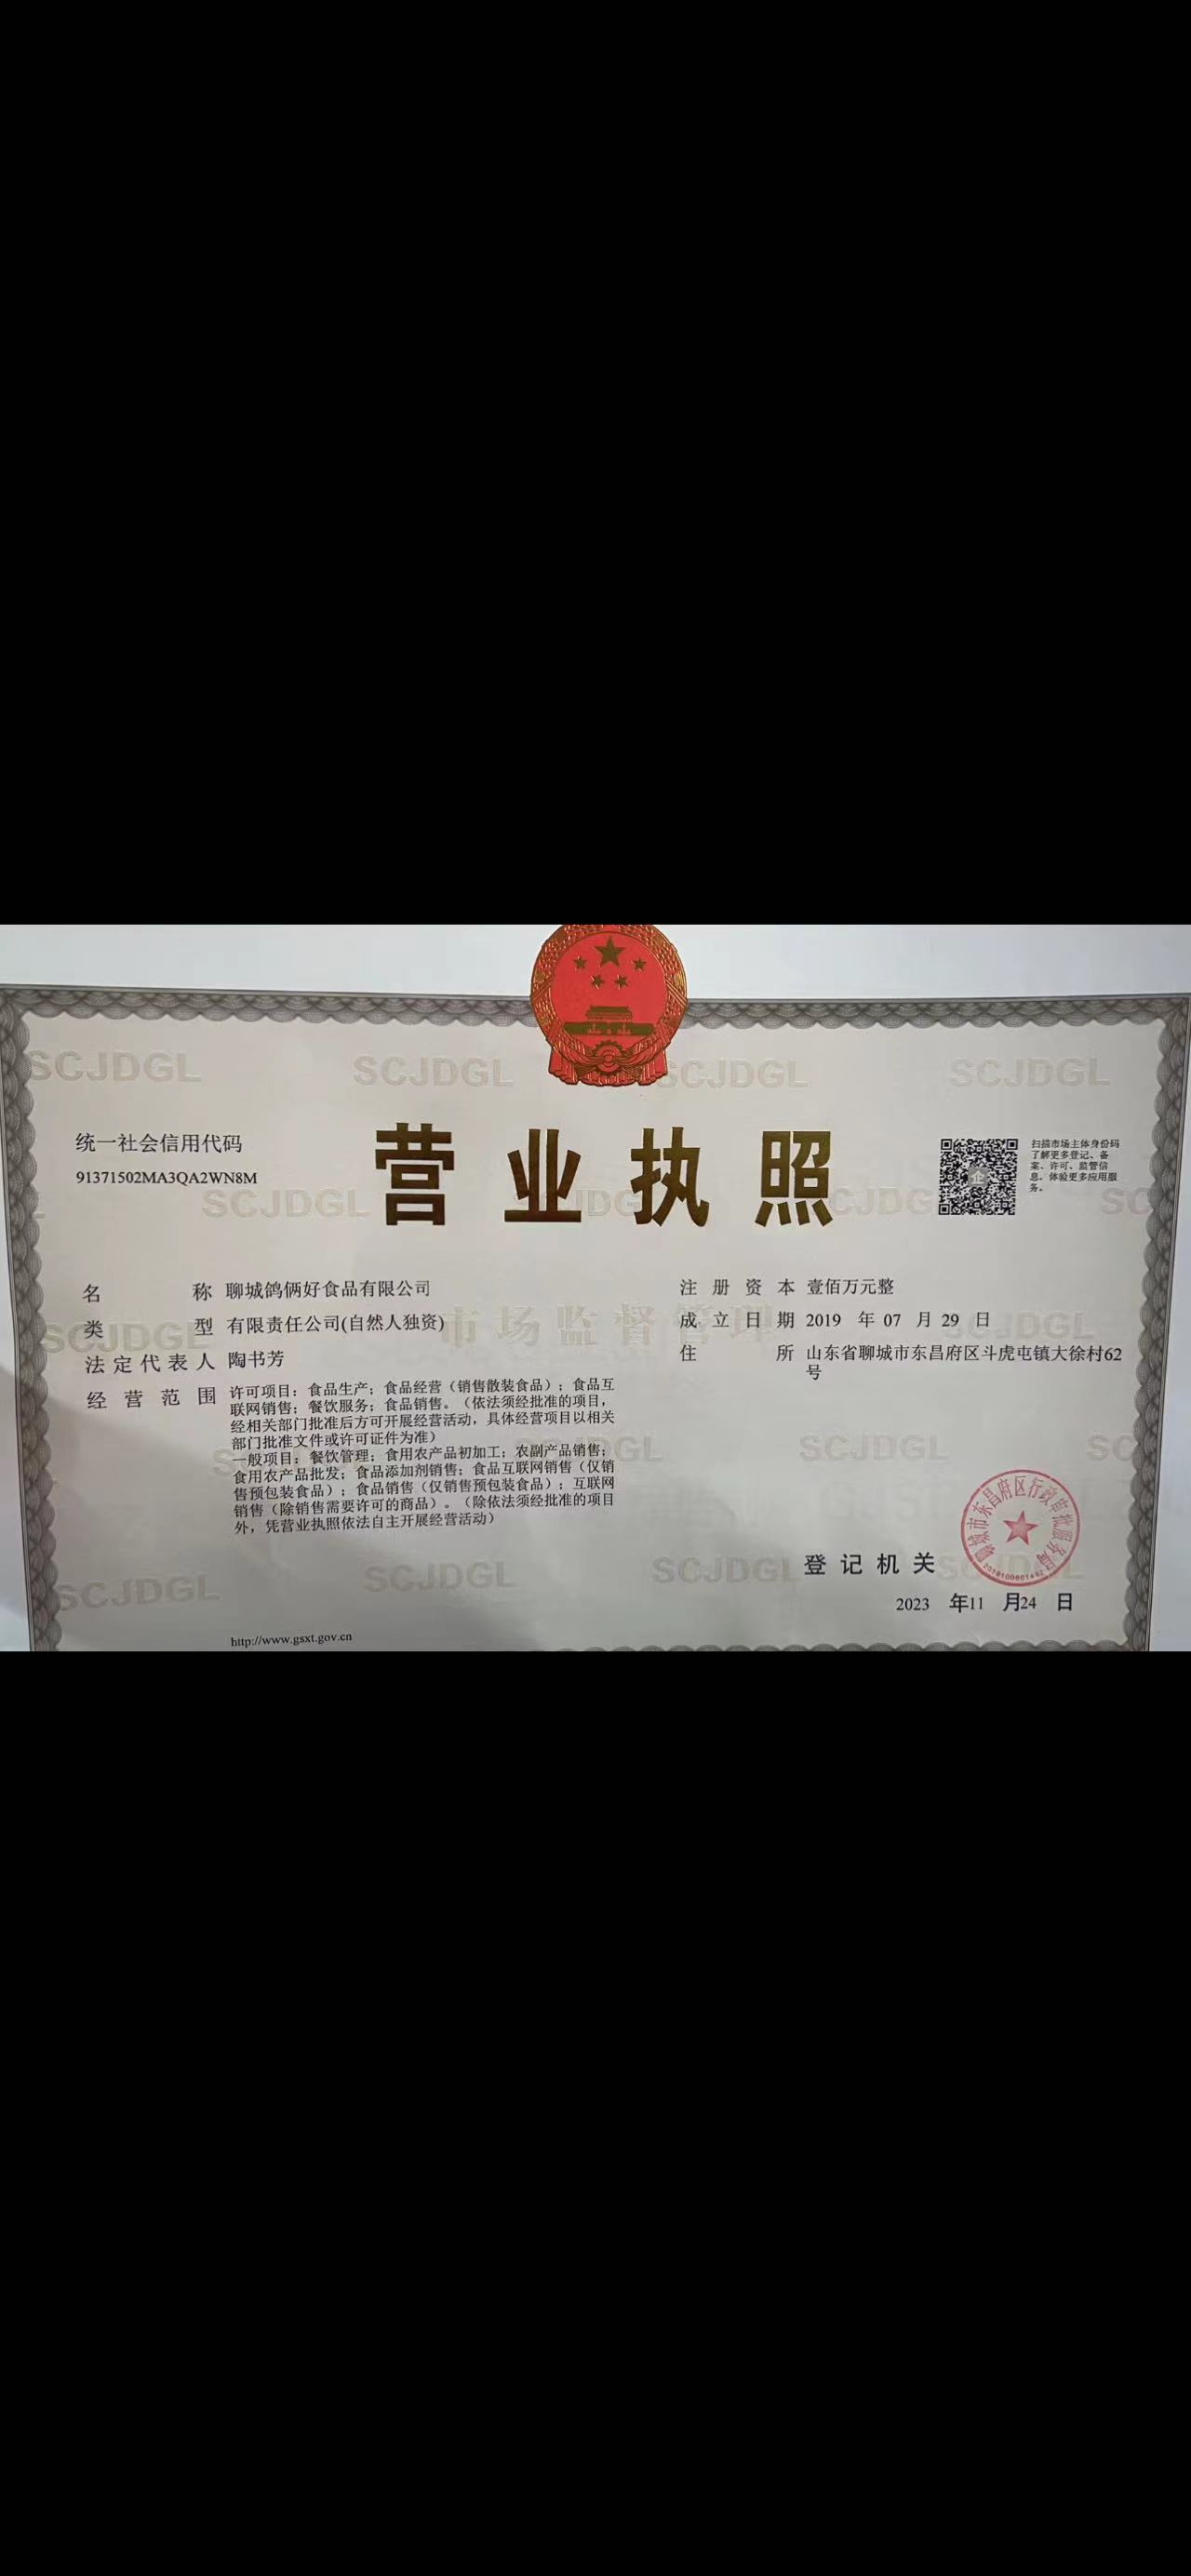 统一社会信用代码
91371502MA3QA2WN8M
营业执照
扫描市场主体身份码
了解更多登记、备
案、许可、监管信
息，体验更多应用服
务。
名称 聊城鸽俩好食品有限公司
类型 有限责任公司(自然人独资)
法定代表人 陶书芳
经营范围 许可项目：食品生产；食品经营（销售散装食品）；食品互
联网销售；餐饮服务；食品销售。（依法须经批准的项目，
经相关部门批准后方可开展经营活动，具体经营项目以相关
部门批准文件或许可证件为准）
一般项目：餐饮管理；食用农产品初加工；农副产品销售；
食用农产品批发；食品添加剂销售；食品互联网销售（仅销
售预包装食品）；食品销售（仅销售预包装食品）；互联网
销售（除销售需要许可的商品）。（除依法须经批准的项目
外，凭营业执照依法自主开展经营活动）
注册资本 壹佰万元整
成立日期 2019 年 07 月 29 日
住所 山东省聊城市东昌府区斗虎屯镇大徐村62
号
市场监督管理
SCJDGL
聊城市东昌府区行政审批服务局
登记机关
2023 年11 月24 日
http://www.gsxt.gov.cn